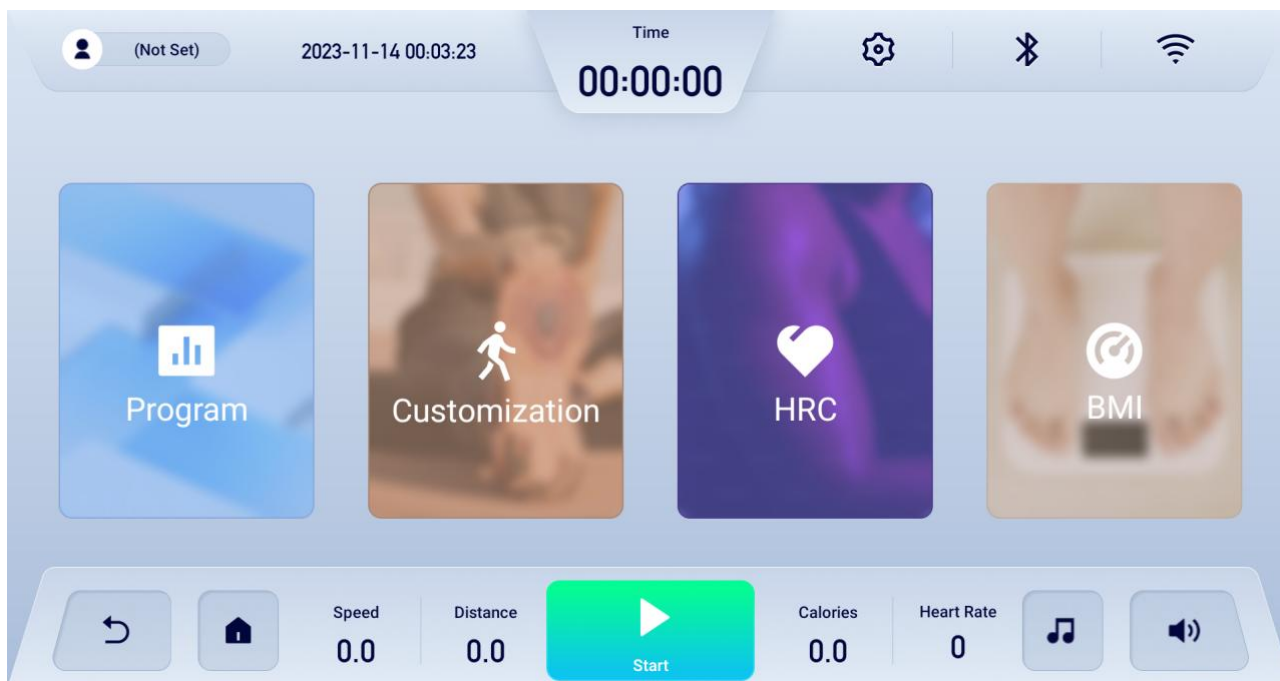 (Not Set)
2023-11-14 00:03:23
Time
00:00:00
Program
Customization
HRC
BMI
Speed
0.0
Distance
0.0
Start
Calories
0.0
Heart Rate
0